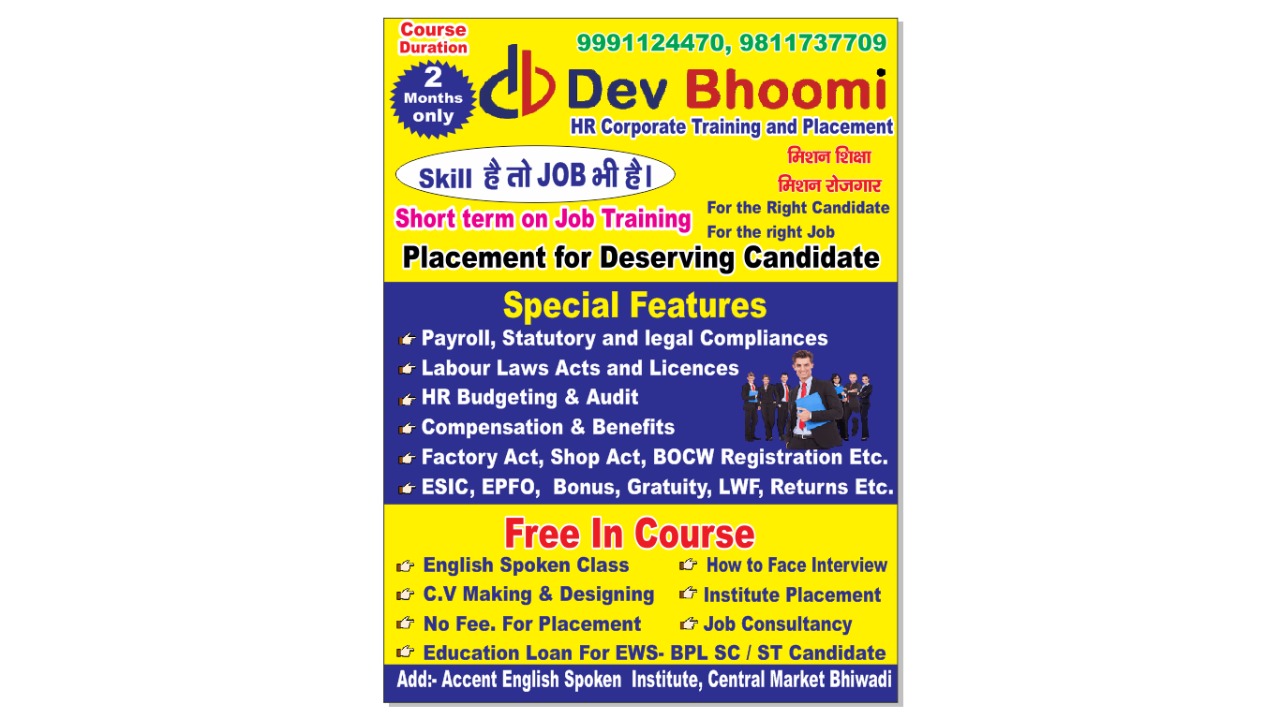 Course
Duration
2
Months
only
9991124470, 9811737709
db Dev Bhoomi
HR Corporate Training and Placement
Skill है तो JOB भी है।
मिशन शिक्षा
मिशन रोजगार
Short term on Job Training
For the Right Candidate
For the right Job
Placement for Deserving Candidate
Special Features
Payroll, Statutory and legal Compliances
Labour Laws Acts and Licences
HR Budgeting & Audit
Compensation & Benefits
Factory Act, Shop Act, BOCW Registration Etc.
ESIC, EPFO, Bonus, Gratuity, LWF, Returns Etc.
Free In Course
English Spoken Class
How to Face Interview
C.V Making & Designing
Institute Placement
No Fee. For Placement
Job Consultancy
Education Loan For EWS- BPL SC / ST Candidate
Add:- Accent English Spoken Institute, Central Market Bhiwadi